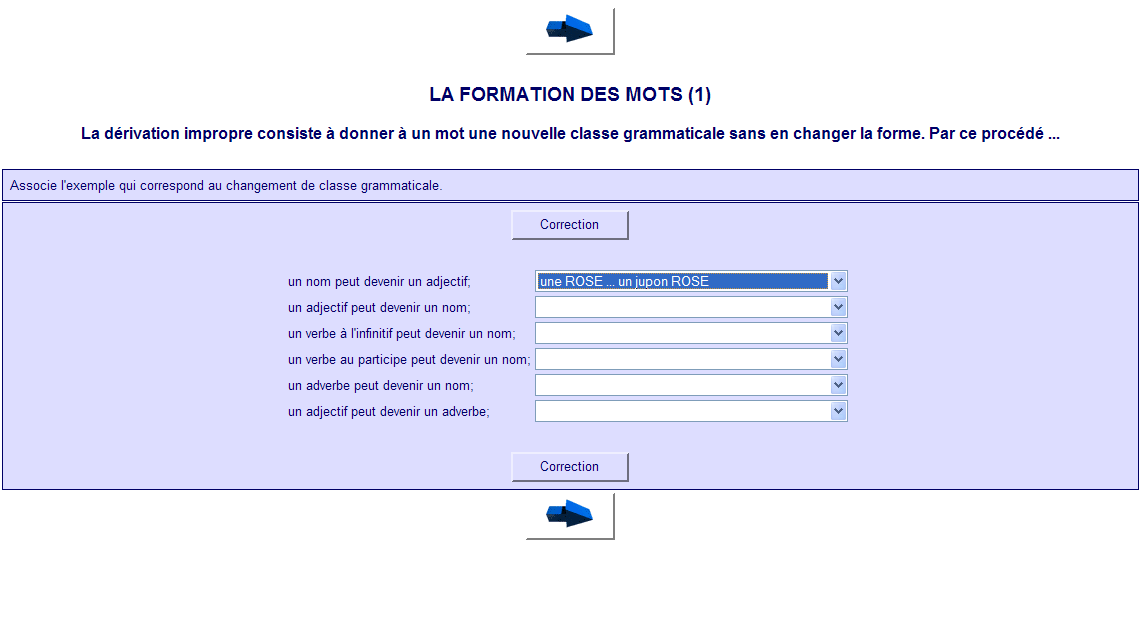 LA FORMATION DES MOTS (1)
La dérivation impropre consiste à donner à un mot une nouvelle classe grammaticale sans en changer la forme. Par ce procédé ...
Associe l'exemple qui correspond au changement de classe grammaticale.
Correction
un nom peut devenir un adjectif; une ROSE ... un jupon ROSE
un adjectif peut devenir un nom;
un verbe à l'infinitif peut devenir un nom;
un verbe au participe peut devenir un nom;
un adverbe peut devenir un nom;
un adjectif peut devenir un adverbe;
Correction